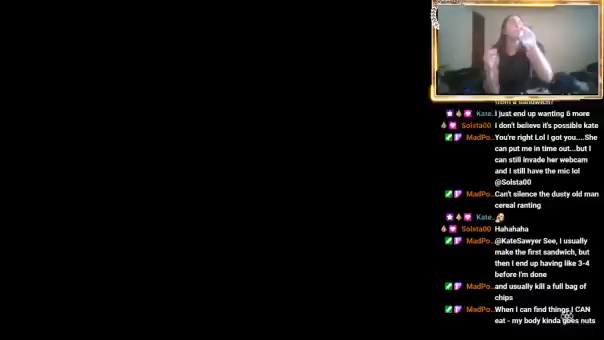 from a sandwich?
Kate.. I just end up wanting 6 more
Solsta00 I don't believe it's possible kate
MadPo.. You're right Lol I got you....She
can put me in time out...but I
can still invade her webcam
and I still have the mic lol
@Solsta00
MadPo.. Can't silence the dusty old man
cereal ranting
Kate..
Solsta00 Hahahaha
MadPo.. @KateSawyer See, I usually
make the first sandwich, but
then I end up having like 3-4
before I'm done
MadPo.. and usually kill a full bag of
chips
MadPo.. When I can find things I CAN
eat - my body kinda goes nuts